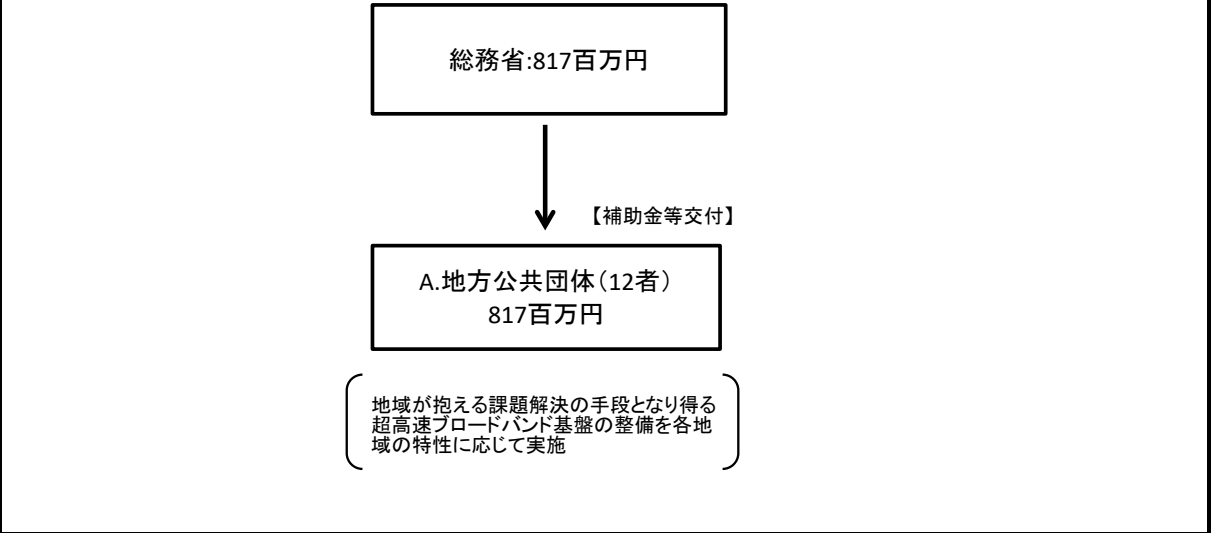 総務省:817百万円
【補助金等交付】
A.地方公共団体（12者）
817百万円
地域が抱える課題解決の手段となり得る
超高速ブロードバンド基盤の整備を各地
域の特性に応じて実施